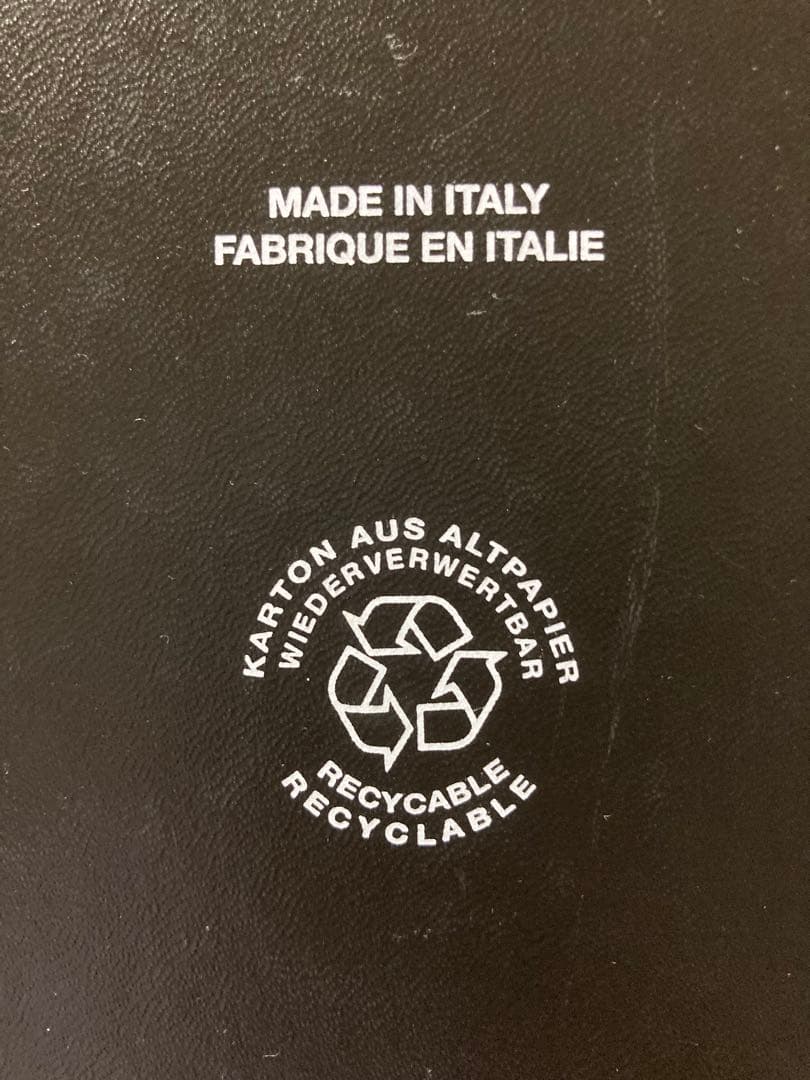 MADE IN ITALY
FABRIQUE EN ITALIE
KARTON AUS ALTPAPIER
WIEDERVERWERTBAR
RECYCABLE
RECYCLABLE